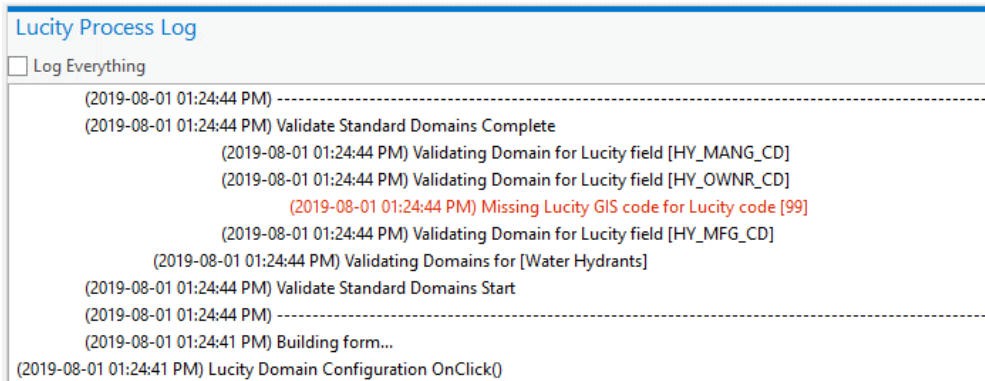 Lucity Process Log
Log Everything
(2019-08-01 01:24:44 PM) ----------------------------------------------------------------------------------------------------
(2019-08-01 01:24:44 PM) Validate Standard Domains Complete
(2019-08-01 01:24:44 PM) Validating Domain for Lucity field [HY_MANG_CD]
(2019-08-01 01:24:44 PM) Validating Domain for Lucity field [HY_OWNR_CD]
(2019-08-01 01:24:44 PM) Missing Lucity GIS code for Lucity code [99]
(2019-08-01 01:24:44 PM) Validating Domain for Lucity field [HY_MFG_CD]
(2019-08-01 01:24:44 PM) Validating Domains for [Water Hydrants]
(2019-08-01 01:24:44 PM) Validate Standard Domains Start
(2019-08-01 01:24:44 PM) ----------------------------------------------------------------------------------------------------
(2019-08-01 01:24:41 PM) Building form...
(2019-08-01 01:24:41 PM) Lucity Domain Configuration OnClick()